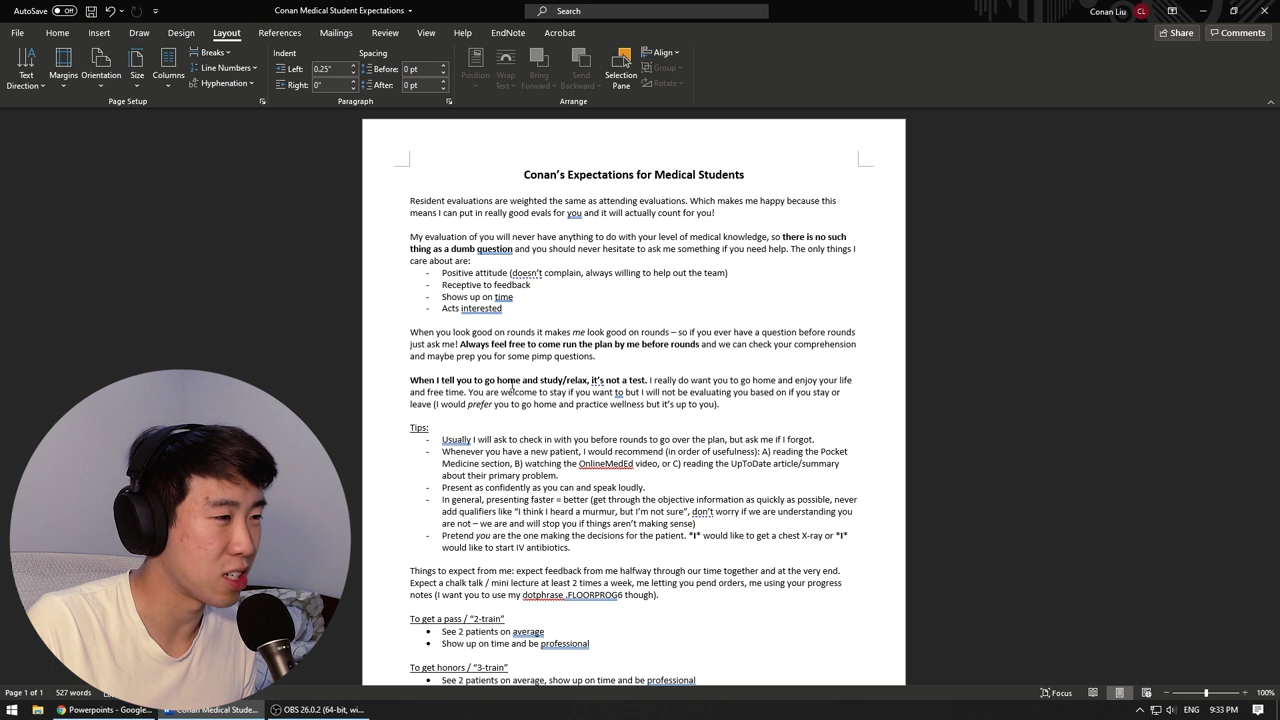 AutoSave Off Conan Medical Student Expectations Search Conan Liu CL
File Home Insert Draw Design Layout References Mailings Review View Help EndNote Acrobat Share Comments
Text Direction Margins Orientation Size Columns Breaks Line Numbers Hyphenation
Indent Spacing
Left: 0.25" Before: 0 pt
Right: 0" After: 0 pt
Position Wrap Text Bring Forward Send Backward Selection Pane Align Group Rotate
Page Setup Paragraph Arrange
Conan's Expectations for Medical Students
Resident evaluations are weighted the same as attending evaluations. Which makes me happy because this
means I can put in really good evals for you and it will actually count for you!
My evaluation of you will never have anything to do with your level of medical knowledge, so there is no such
thing as a dumb question and you should never hesitate to ask me something if you need help. The only things I
care about are:
- Positive attitude (doesn't complain, always willing to help out the team)
- Receptive to feedback
- Shows up on time
- Acts interested
When you look good on rounds it makes me look good on rounds – so if you ever have a question before rounds
just ask me! Always feel free to come run the plan by me before rounds and we can check your comprehension
and maybe prep you for some pimp questions.
When I tell you to go home and study/relax, it's not a test. I really do want you to go home and enjoy your life
and free time. You are welcome to stay if you want to but I will not be evaluating you based on if you stay or
leave (I would prefer you to go home and practice wellness but it's up to you).
Tips:
- Usually I will ask to check in with you before rounds to go over the plan, but ask me if I forgot.
- Whenever you have a new patient, I would recommend (in order of usefulness): A) reading the Pocket
Medicine section, B) watching the OnlineMedEd video, or C) reading the UpToDate article/summary
about their primary problem.
- Present as confidently as you can and speak loudly.
- In general, presenting faster = better (get through the objective information as quickly as possible, never
add qualifiers like "I think I heard a murmur, but I'm not sure", don't worry if we are understanding you
are not – we are and will stop you if things aren't making sense)
- Pretend you are the one making the decisions for the patient. *I* would like to get a chest X-ray or *I*
would like to start IV antibiotics.
Things to expect from me: expect feedback from me halfway through our time together and at the very end.
Expect a chalk talk / mini lecture at least 2 times a week, me letting you pend orders, me using your progress
notes (I want you to use my dotphrase .FLOORPROG6 though).
To get a pass / "2-train"
• See 2 patients on average
• Show up on time and be professional
To get honors / "3-train"
• See 2 patients on average, show up on time and be professional
Page 1 of 1 527 words Focus 100%
Powerpoints - Google... Medical Stude... OBS 26.0.2 (64-bit, wi... ENG 9:33 PM